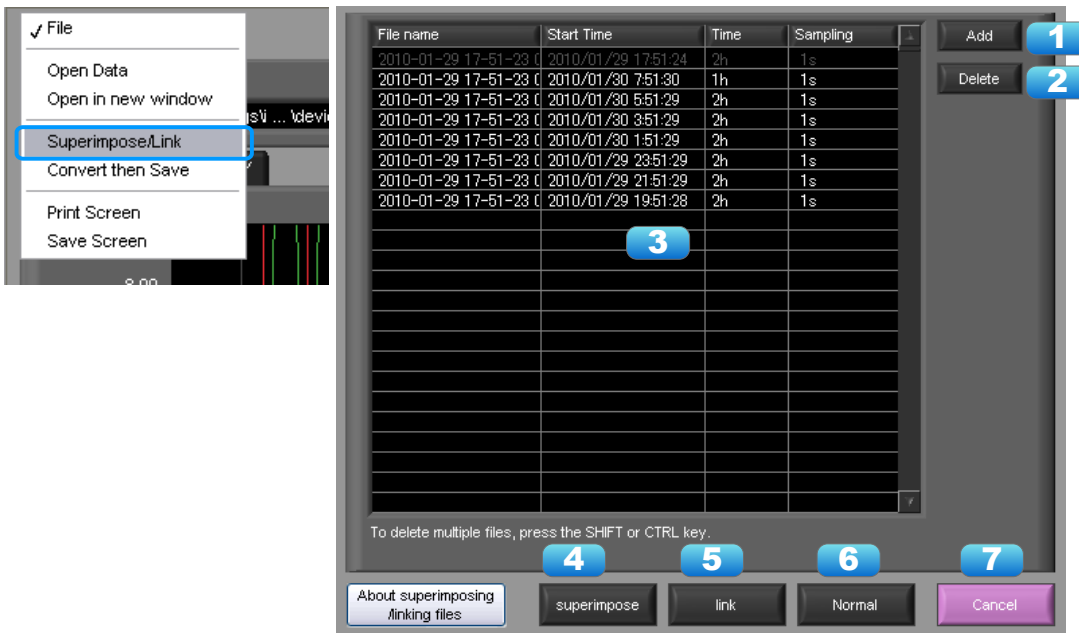 ✓ File
Open Data
Open in new window
Superimpose/Link
Convert then Save
Print Screen
Save Screen
8.00
File name Start Time Time Sampling
2010-01-29 17-51-23 2010/01/29 17:51:24 2h 1s
2010-01-29 17-51-23 2010/01/30 7:51:30 1h 1s
2010-01-29 17-51-23 2010/01/30 5:51:29 2h 1s
2010-01-29 17-51-23 2010/01/30 3:51:29 2h 1s
2010-01-29 17-51-23 2010/01/30 1:51:29 2h 1s
2010-01-29 17-51-23 2010/01/29 23:51:29 2h 1s
2010-01-29 17-51-23 2010/01/29 21:51:29 2h 1s
2010-01-29 17-51-23 2010/01/29 19:51:28 2h 1s
Add 1
Delete 2
3
To delete multiple files, press the SHIFT or CTRL key.
4 5 6 7
About superimposing
/linking files
superimpose link Normal Cancel